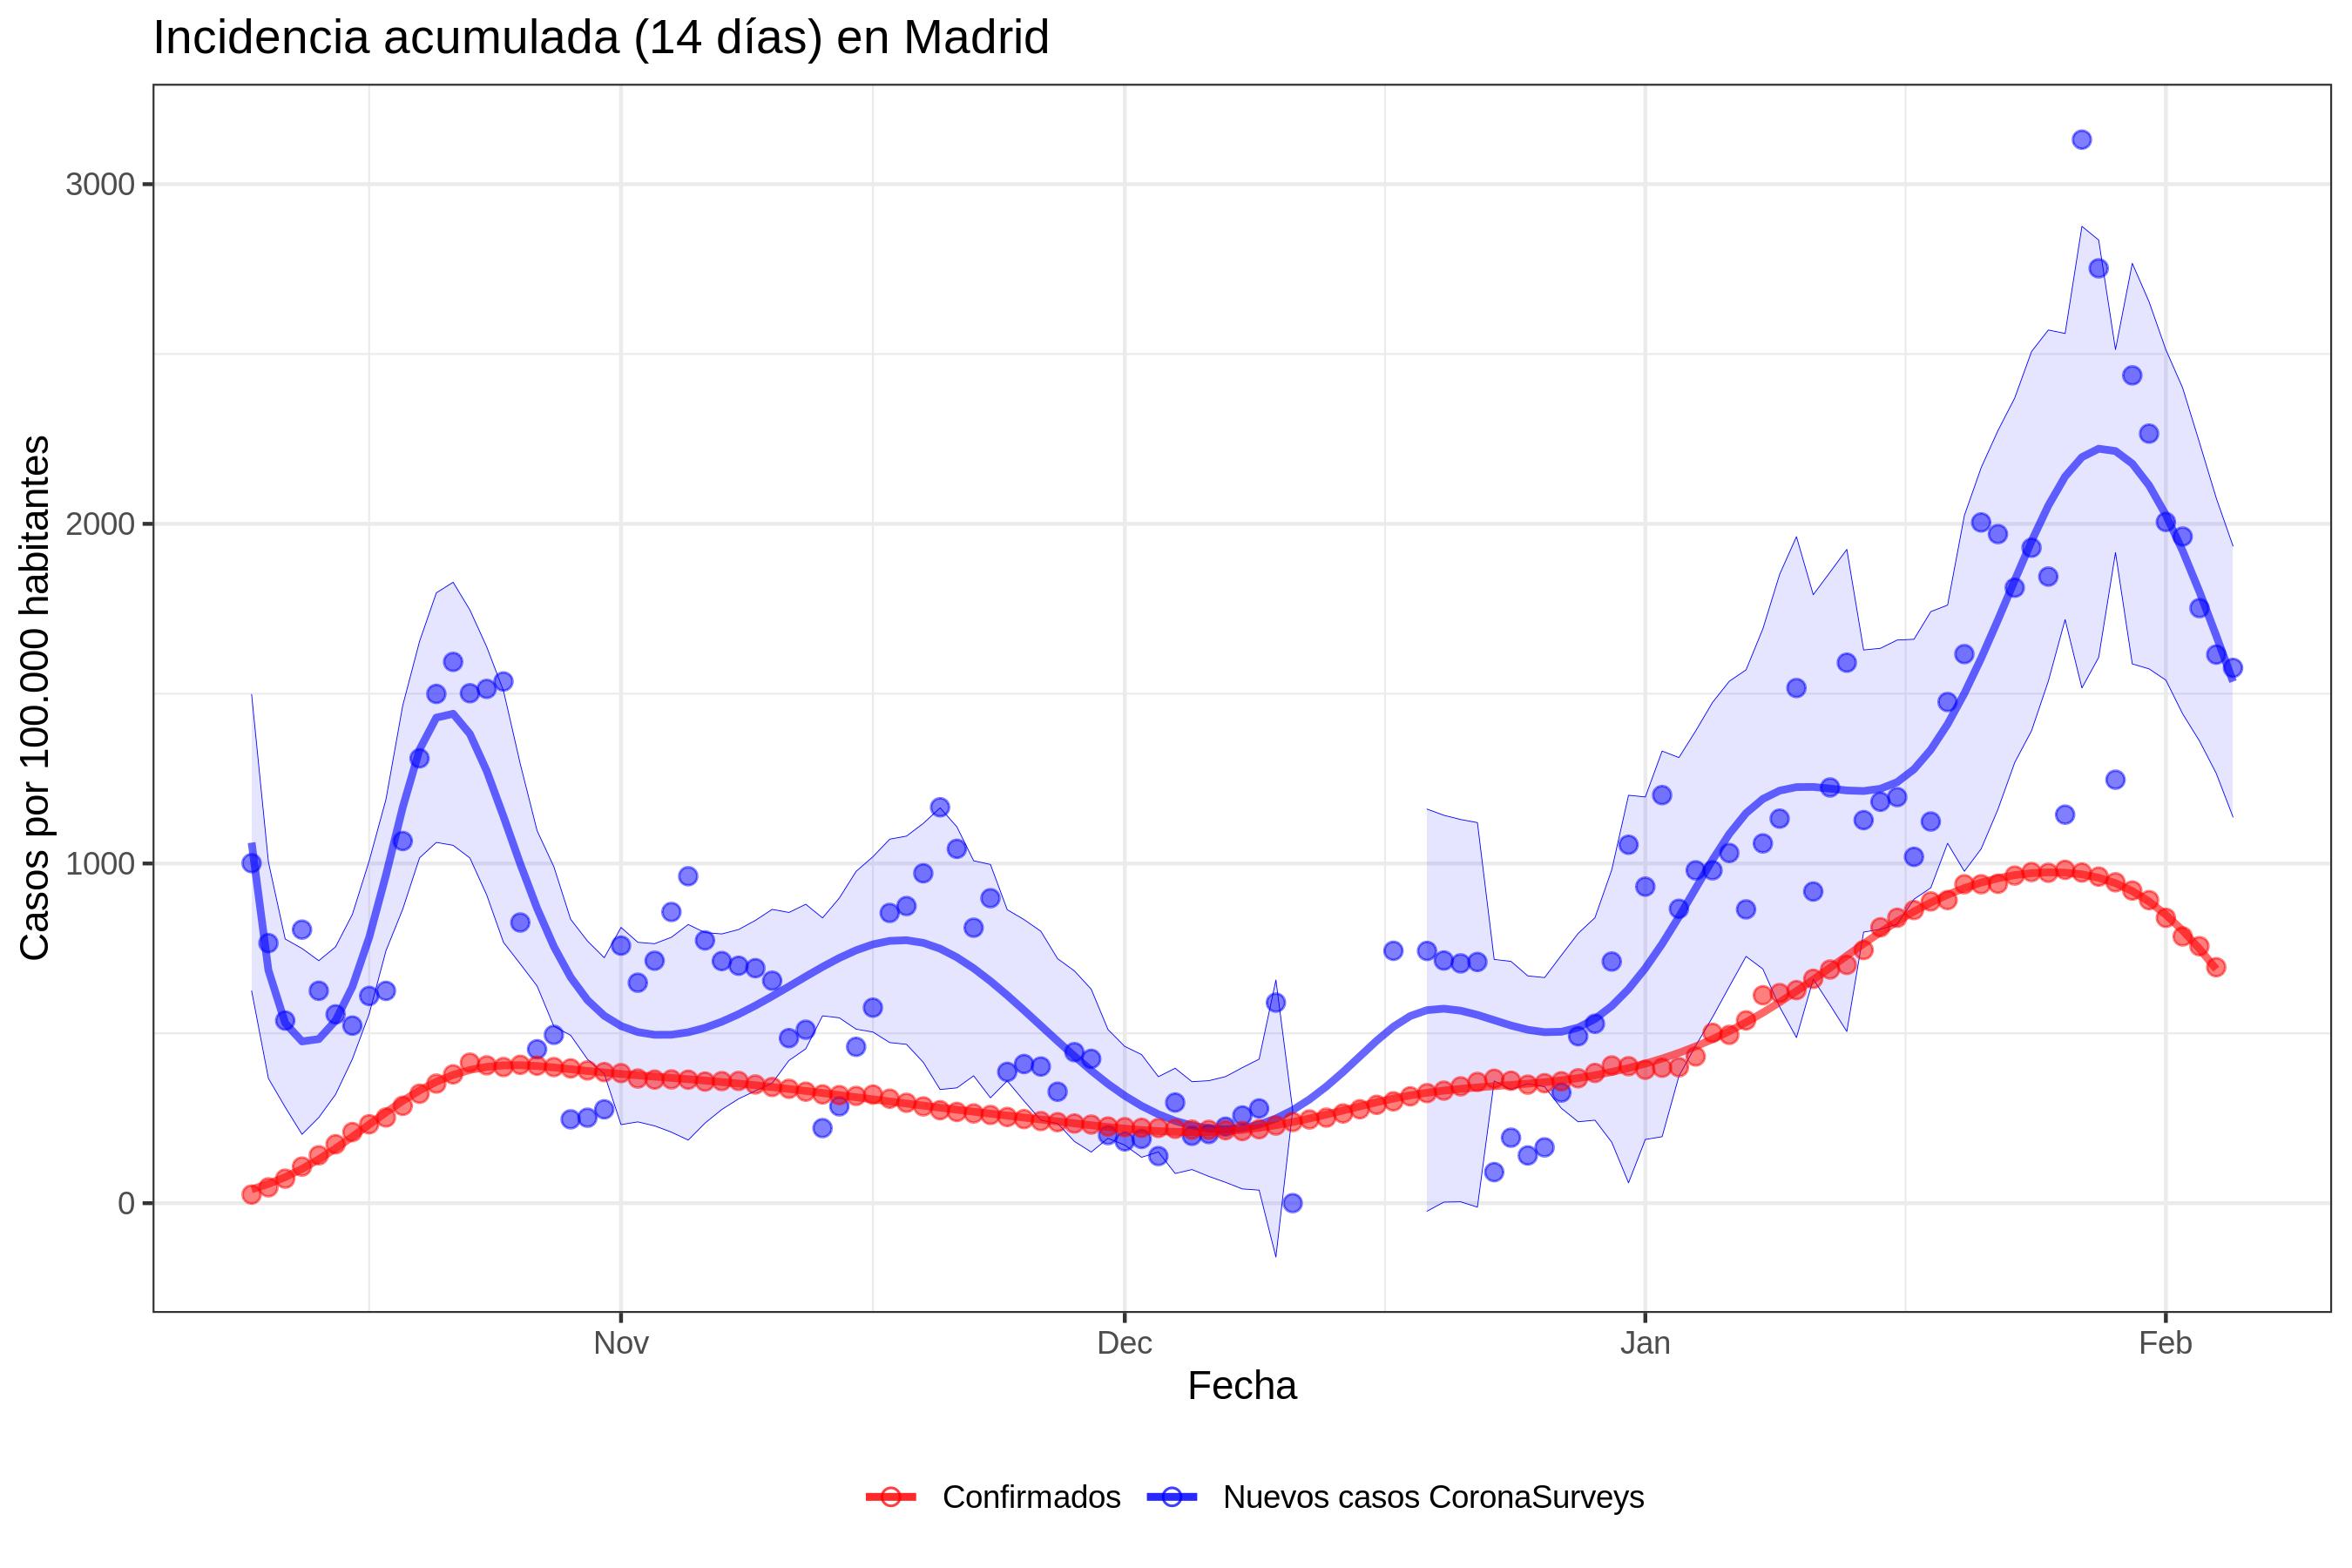 Incidencia acumulada (14 días) en Madrid
Casos por 100.000 habitantes
3000
2000
1000
0
Nov Dec Jan Feb
Fecha
Confirmados Nuevos casos CoronaSurveys